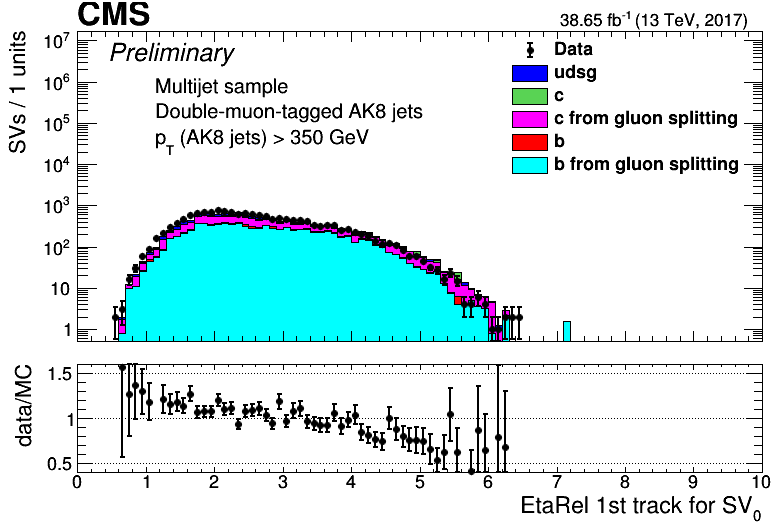 CMS
38.65 fb⁻¹ (13 TeV, 2017)
Preliminary
Multijet sample
Double-muon-tagged AK8 jets
p_T (AK8 jets) > 350 GeV
Data
udsg
c
c from gluon splitting
b
b from gluon splitting
SVs / 1 units
10⁷
10⁶
10⁵
10⁴
10³
10²
10
1
data/MC
1.5
1
0.5
0 1 2 3 4 5 6 7 8 9 10
EtaRel 1st track for SV₀